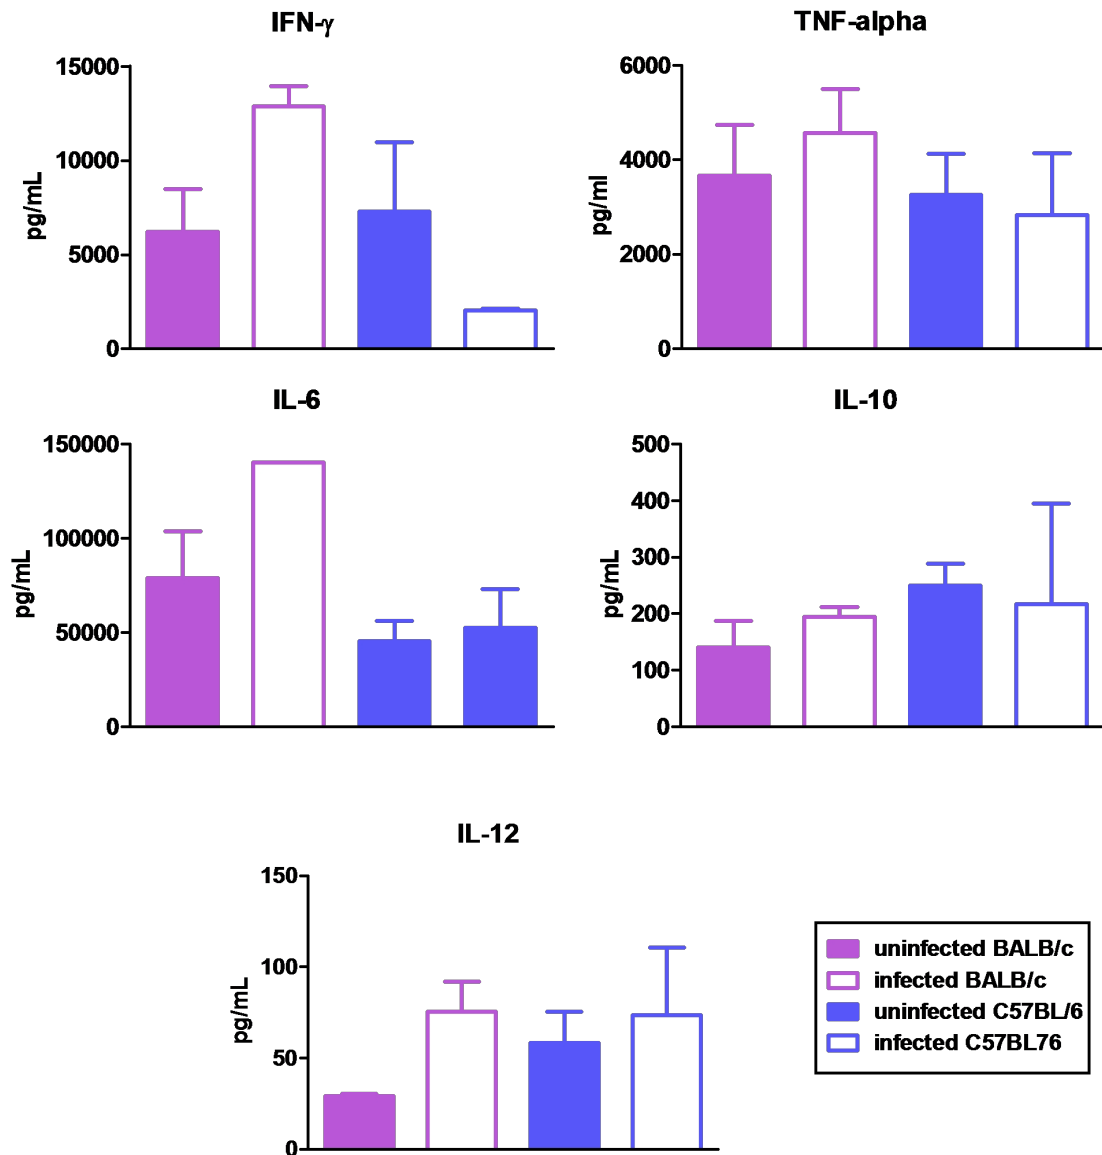 IFN-γ
15000
10000
5000
0
pg/mL
TNF-alpha
6000
4000
2000
0
pg/ml
IL-6
150000
100000
50000
0
pg/mL
IL-10
500
400
300
200
100
0
pg/mL
IL-12
150
100
50
0
pg/mL
uninfected BALB/c
infected BALB/c
uninfected C57BL/6
infected C57BL76